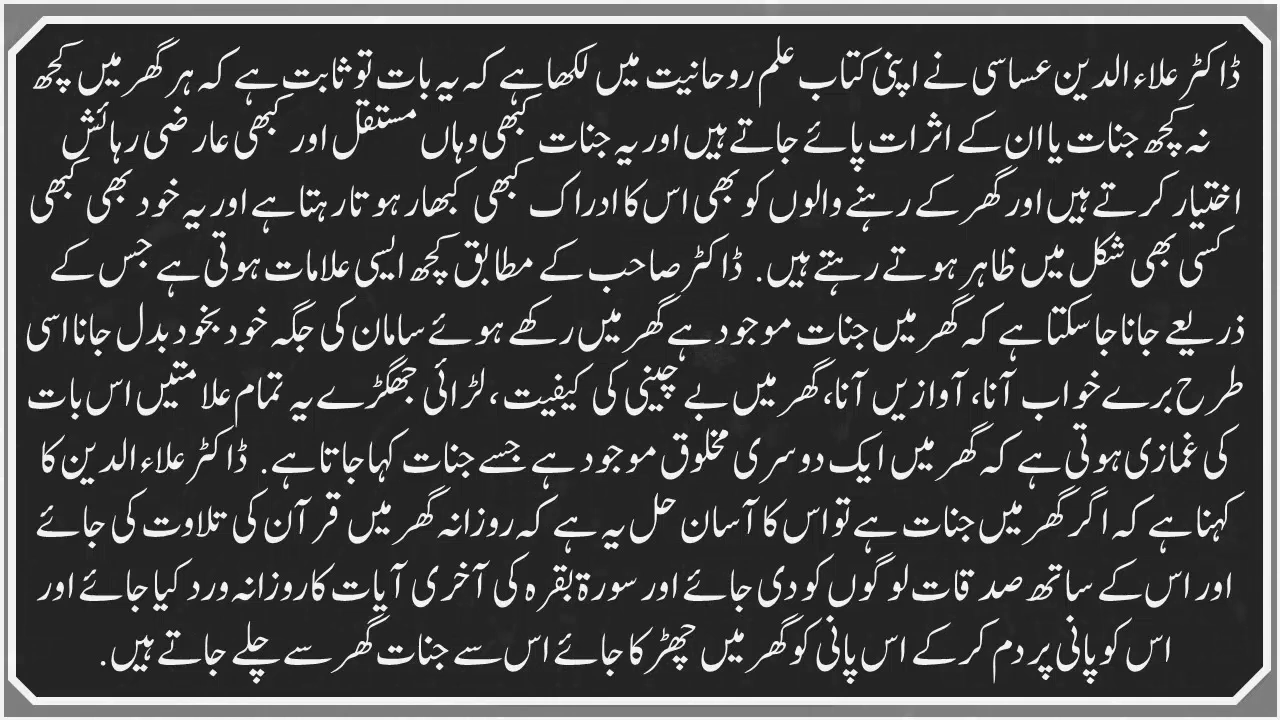 ڈاکٹر علاء الدین عساسی نے اپنی کتاب علم روحانیت میں لکھا ہے کہ یہ بات تو ثابت ہے کہ ہر گھر میں کچھ
نہ کچھ جنات یا ان کے اثرات پائے جاتے ہیں اور یہ جنات کبھی وہاں مستقل اور کبھی عارضی رہائش
اختیار کرتے ہیں اور گھر کے رہنے والوں کو بھی اس کا ادراک کبھی کبھار ہوتا رہتا ہے اور یہ خود بھی کبھی
کسی بھی شکل میں ظاہر ہوتے رہتے ہیں۔ ڈاکٹر صاحب کے مطابق کچھ ایسی علامات ہوتی ہے جس کے
ذریعے جانا جا سکتا ہے کہ گھر میں جنات موجود ہے گھر میں رکھے ہوئے سامان کی جگہ خود بخود بدل جانا اسی
طرح برے خواب آنا، آوازیں آنا، گھر میں بے چینی کی کیفیت، لڑائی جھگڑے یہ تمام علامتیں اس بات
کی غمازی ہوتی ہے کہ گھر میں ایک دوسری مخلوق موجود ہے جسے جنات کہا جاتا ہے۔ ڈاکٹر علاء الدین کا
کہنا ہے کہ اگر گھر میں جنات ہے تو اس کا آسان حل یہ ہے کہ روزانہ گھر میں قرآن کی تلاوت کی جائے
اور اس کے ساتھ صدقات لوگوں کو دی جائے اور سورۃ بقرہ کی آخری آیات کا روزانہ ورد کیا جائے اور
اس کو پانی پر دم کر کے اس پانی کو گھر میں چھڑکا جائے اس سے جنات گھر سے چلے جاتے ہیں۔